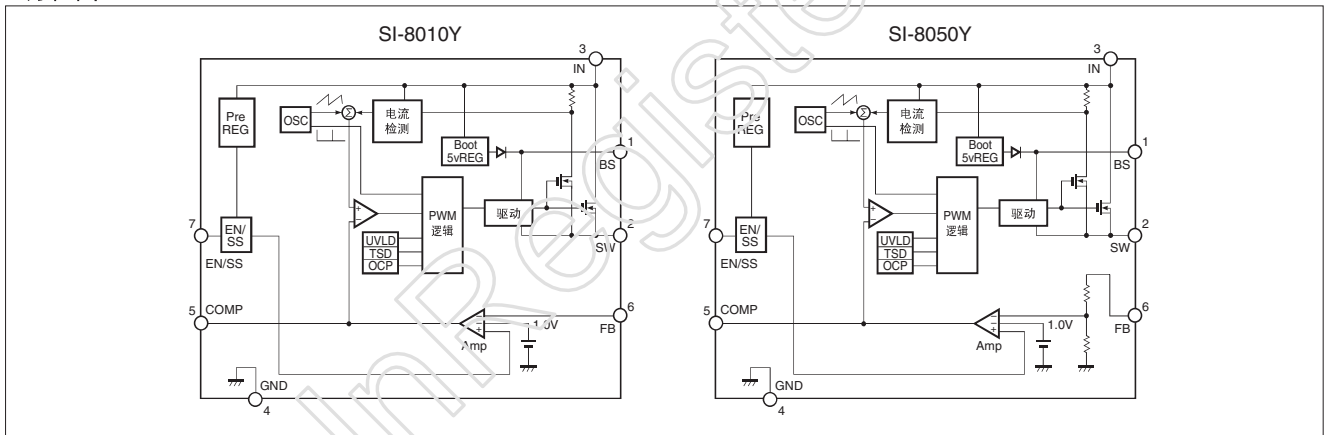 SI-8010Y
3
IN
Pre
REG
OSC
Σ
电流
检测
Boot
5vREG
1
BS
PWM
逻辑
驱动
2
SW
7
EN/
SS
EN/SS
+
−
UVLD
TSD
OCP
5
COMP
6
FB
−
+
1.0V
Amp
GND
4
SI-8050Y
3
IN
Pre
REG
OSC
Σ
电流
检测
Boot
5vREG
1
BS
PWM
逻辑
驱动
2
SW
7
EN/
SS
EN/SS
+
−
UVLD
TSD
OCP
5
COMP
6
FB
−
+
1.0V
Amp
GND
4
InRegiste